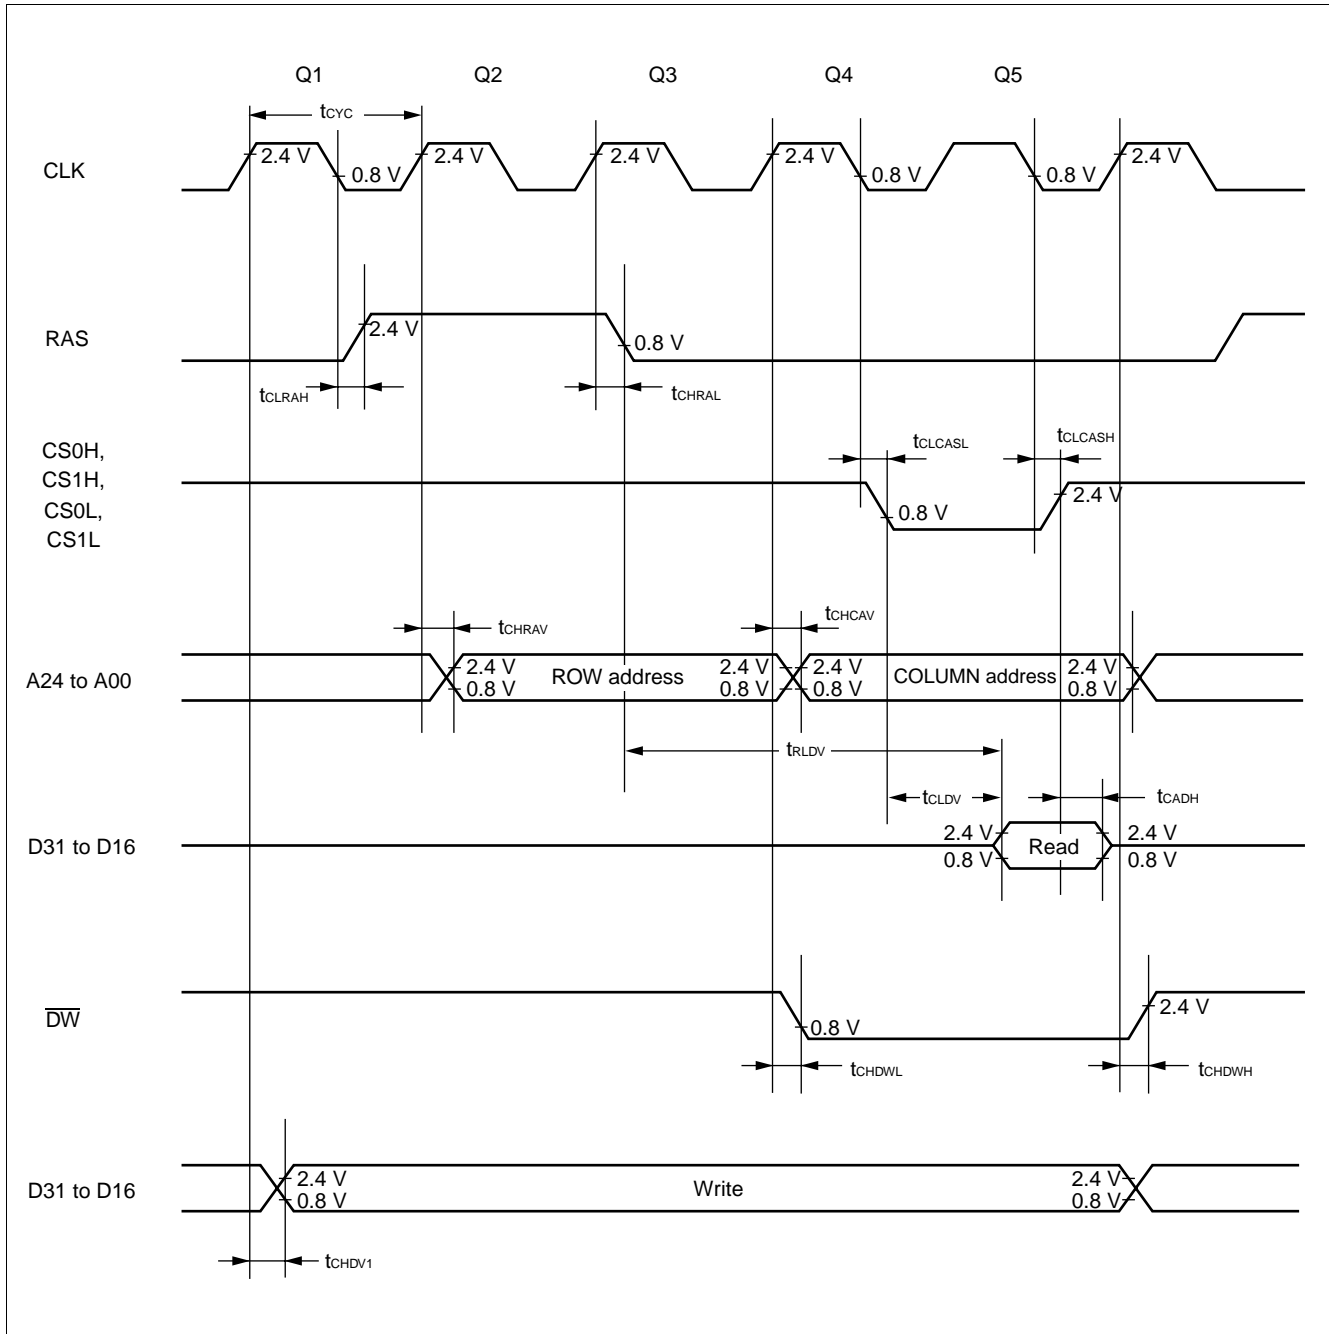 Q1 Q2 Q3 Q4 Q5
tCYC
CLK
2.4 V 0.8 V 2.4 V 2.4 V 2.4 V 0.8 V 0.8 V 2.4 V
RAS
2.4 V 0.8 V
tCLRAH tCHRAL
CS0H,
CS1H,
CS0L,
CS1L
tCLCASL tCLCASH
2.4 V
0.8 V
tCHRAV tCHCAV
A24 to A00
2.4 V ROW address 2.4 V 2.4 V COLUMN address 2.4 V
0.8 V 0.8 V 0.8 V 0.8 V
tRLDV
tCLDV tCADH
D31 to D16
2.4 V Read 2.4 V
0.8 V 0.8 V
DW
2.4 V
0.8 V
tCHDWL tCHDWH
D31 to D16
2.4 V Write 2.4 V
0.8 V 0.8 V
tCHDV1